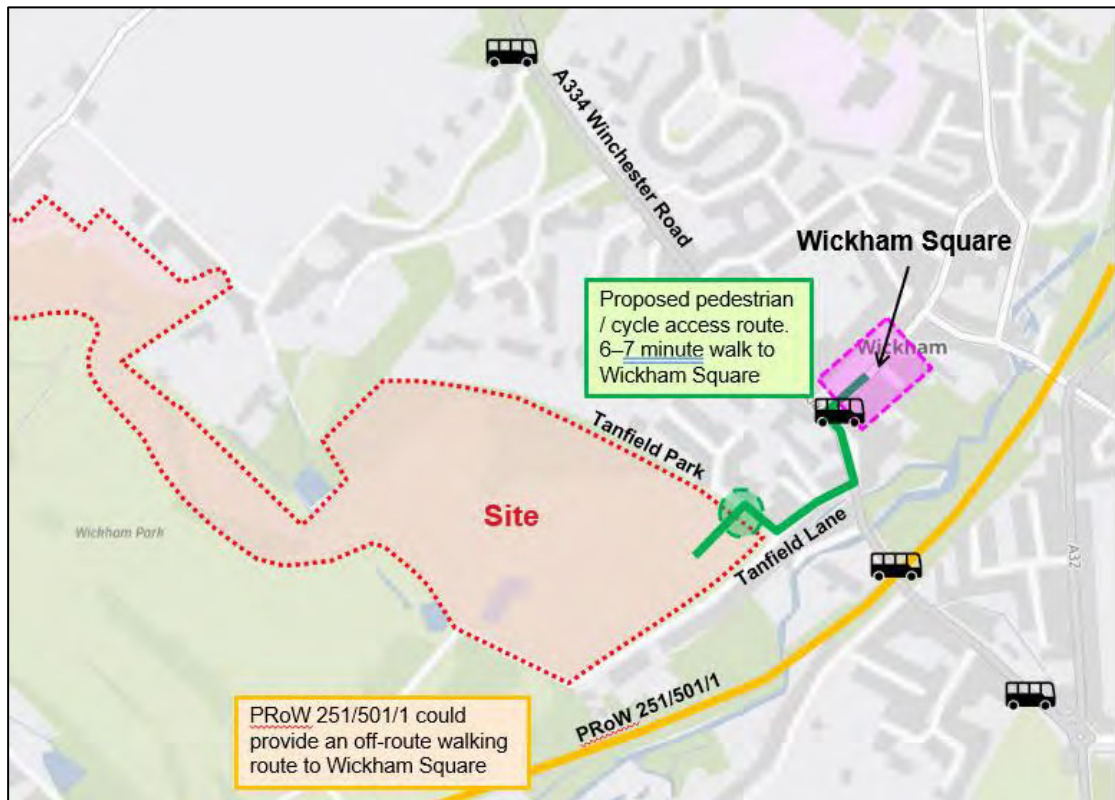 A334 Winchester Road
Wickham Square
Proposed pedestrian
/ cycle access route.
6–7 minute walk to
Wickham Square
Wickham
Tanfield Park
Site
Wickham Park
Tanfield Lane
A32
PRoW 251/501/1
PRoW 251/501/1 could
provide an off-route walking
route to Wickham Square